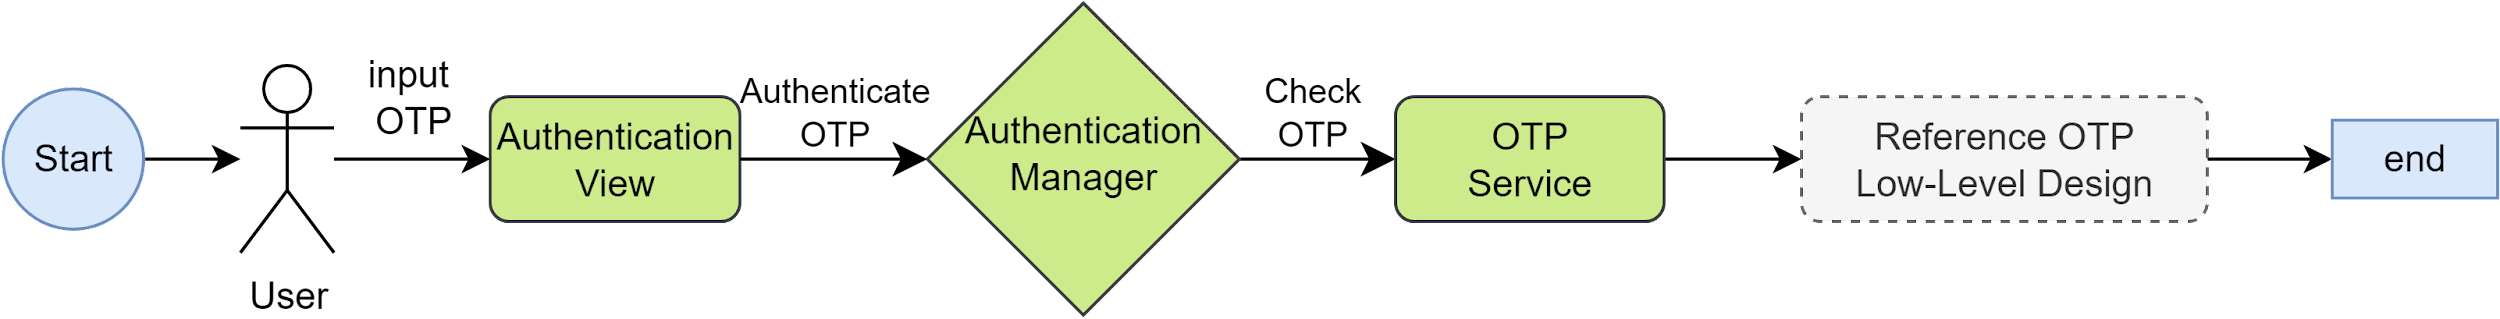 Start
User
input
OTP
Authentication
View
Authenticate
OTP
Authentication
Manager
Check
OTP
OTP
Service
Reference OTP
Low-Level Design
end